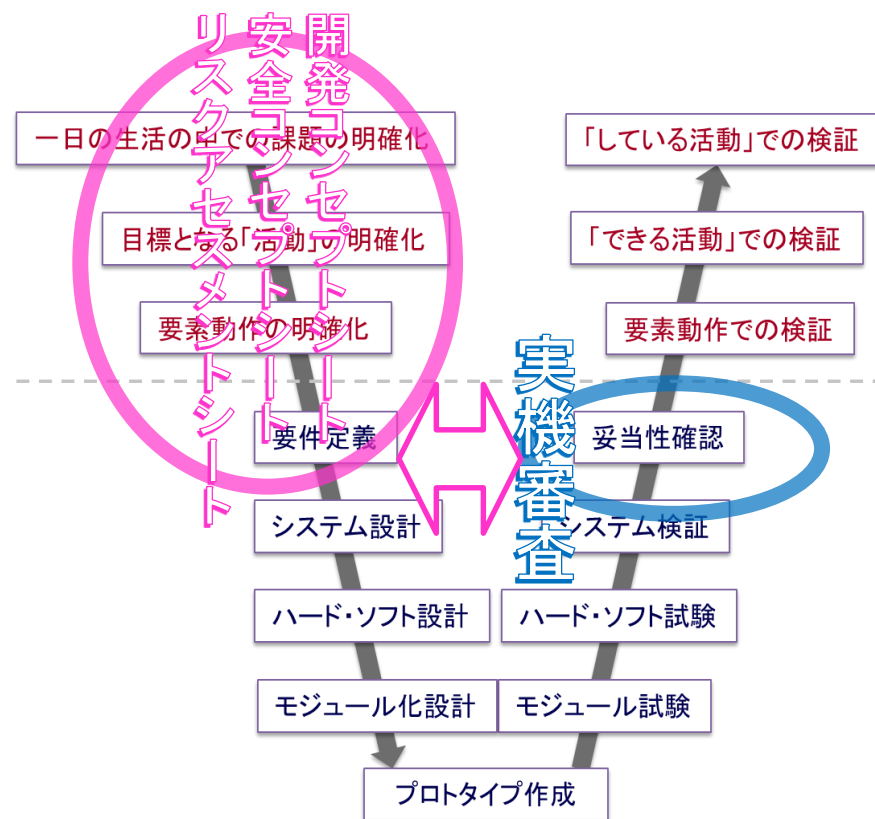 開発コンセプトシート
安全コンセプトシート
リスクアセスメントシート
一日の生活の中での課題の明確化
目標となる「活動」の明確化
要素動作の明確化
要件定義
システム設計
ハード・ソフト設計
モジュール化設計
プロトタイプ作成
「している活動」での検証
「できる活動」での検証
要素動作での検証
実機審査
妥当性確認
システム検証
ハード・ソフト試験
モジュール試験